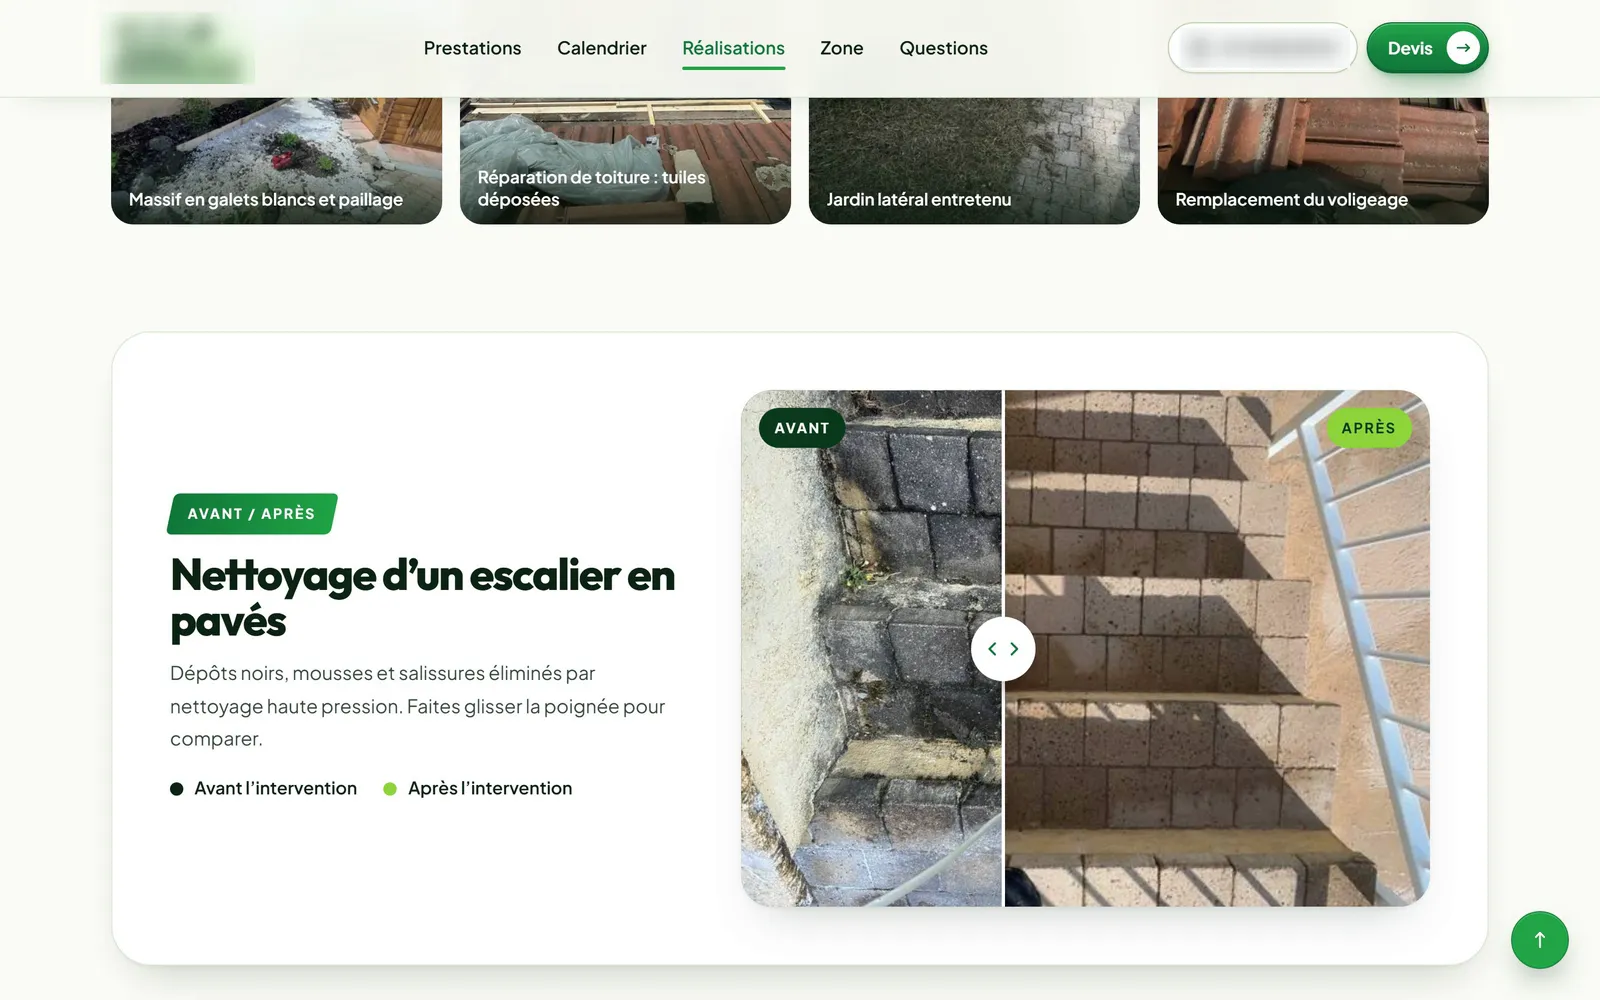 Prestations
Calendrier
Réalisations
Zone
Questions
Devis
Massif en galets blancs et paillage
Réparation de toiture : tuiles
déposées
Jardin latéral entretenu
Remplacement du voligeage
AVANT / APRÈS
Nettoyage d’un escalier en
pavés
Dépôts noirs, mousses et salissures éliminés par
nettoyage haute pression. Faites glisser la poignée pour
comparer.
Avant l’intervention
Après l’intervention
AVANT
APRÈS